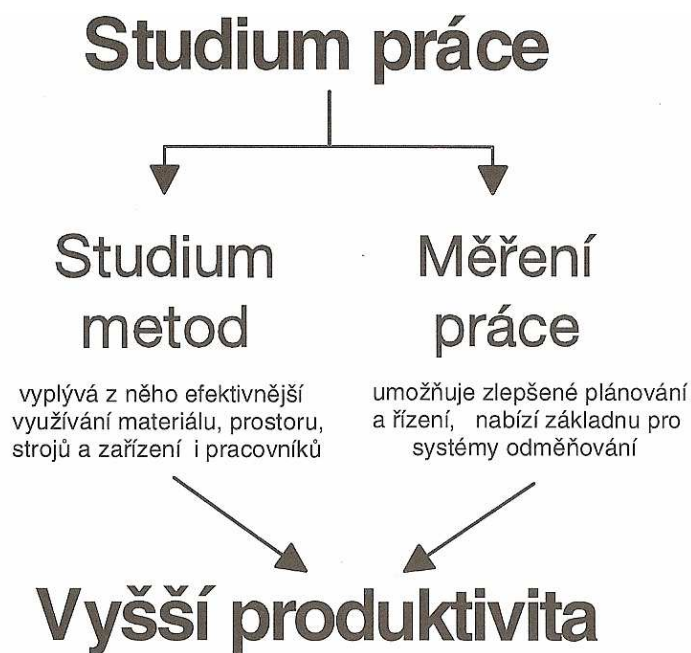 Studium práce
Studium
metod
vyplývá z něho efektivnější
využívání materiálu, prostoru,
strojů a zařízení i pracovníků
Měření
práce
umožňuje zlepšené plánování
a řízení, nabízí základnu pro
systémy odměňování
Vyšší produktivita